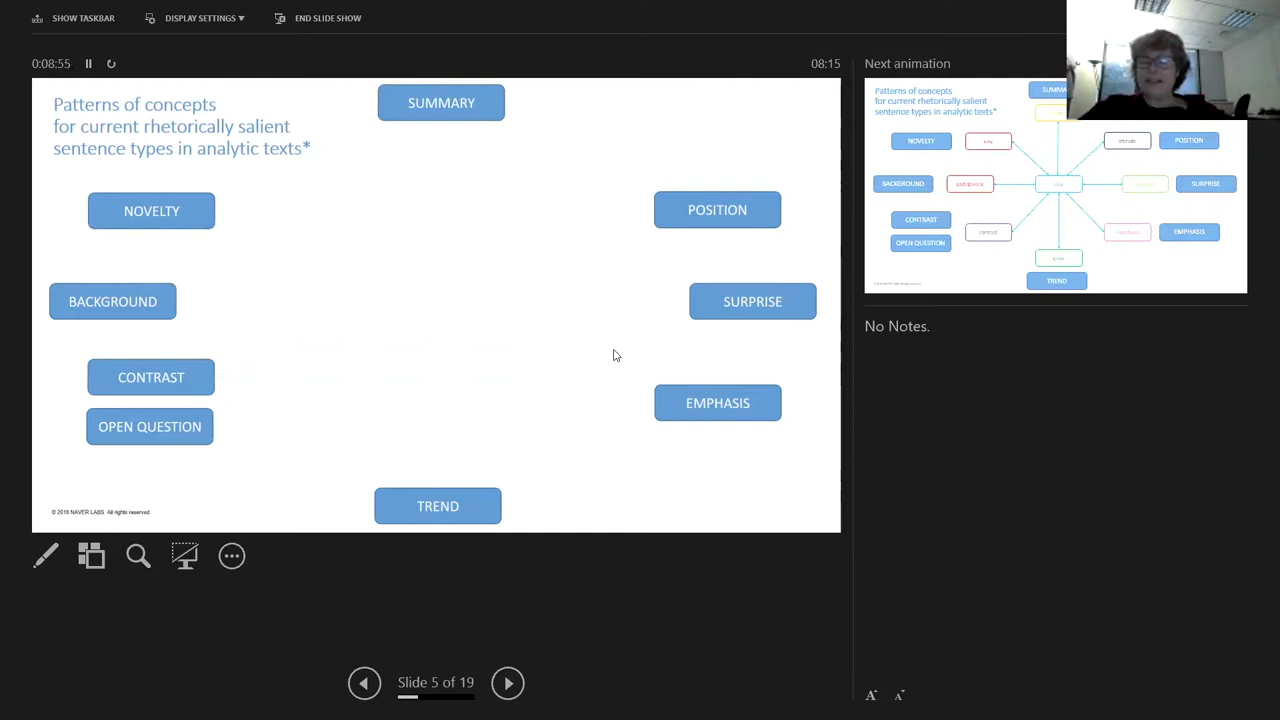 SHOW TASKBAR
DISPLAY SETTINGS ▼
END SLIDE SHOW
0:08:55
08:15
Next animation
Patterns of concepts
for current rhetorically salient
sentence types in analytic texts*
SUMMARY
NOVELTY
POSITION
BACKGROUND
SURPRISE
CONTRAST
EMPHASIS
OPEN QUESTION
TREND
© 2018 NAVER LABS. All rights reserved.
Patterns of concepts
for current rhetorically salient
sentence types in analytic texts*
NOVELTY
POSITION
BACKGROUND
SURPRISE
CONTRAST
contrast
EMPHASIS
OPEN QUESTION
TREND
No Notes.
Slide 5 of 19
A
A